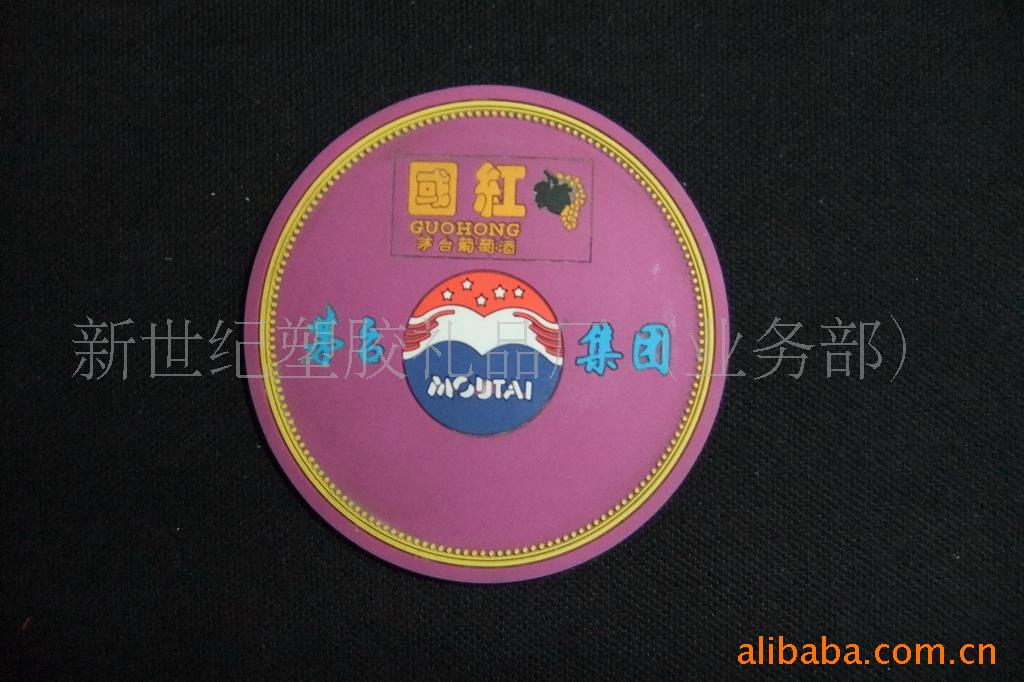 國紅
GUOHONG
茅台葡萄酒
茅台 集团
MOUTAI
新世纪塑胶礼品厂（业务部）
alibaba.com.cn